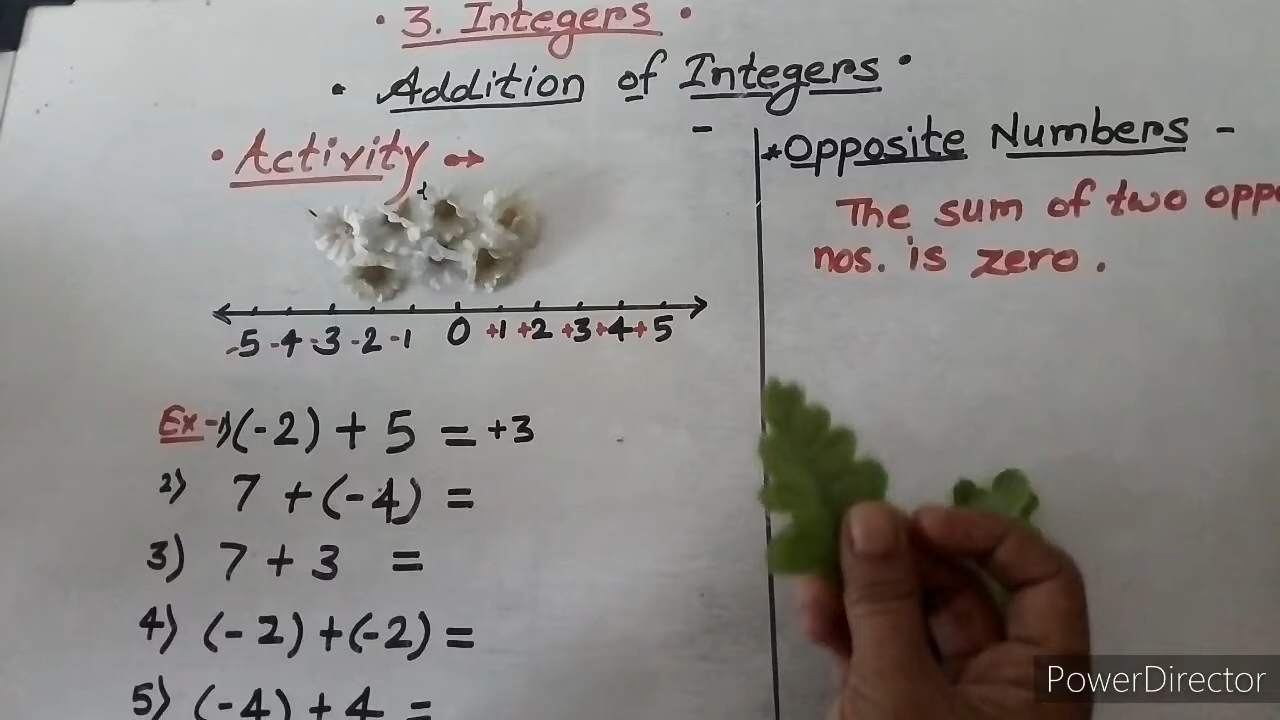 • 3. Integers •
• Addition of Integers •
• Activity →
-5 -4 -3 -2 -1 0 +1 +2 +3 +4 +5
Ex - 1) (-2) + 5 = +3
2) 7 + (-4) =
3) 7 + 3 =
4) (-2) + (-2) =
5) (-4) + 4 =
* Opposite Numbers -
The sum of two oppo
nos. is zero.
PowerDirector